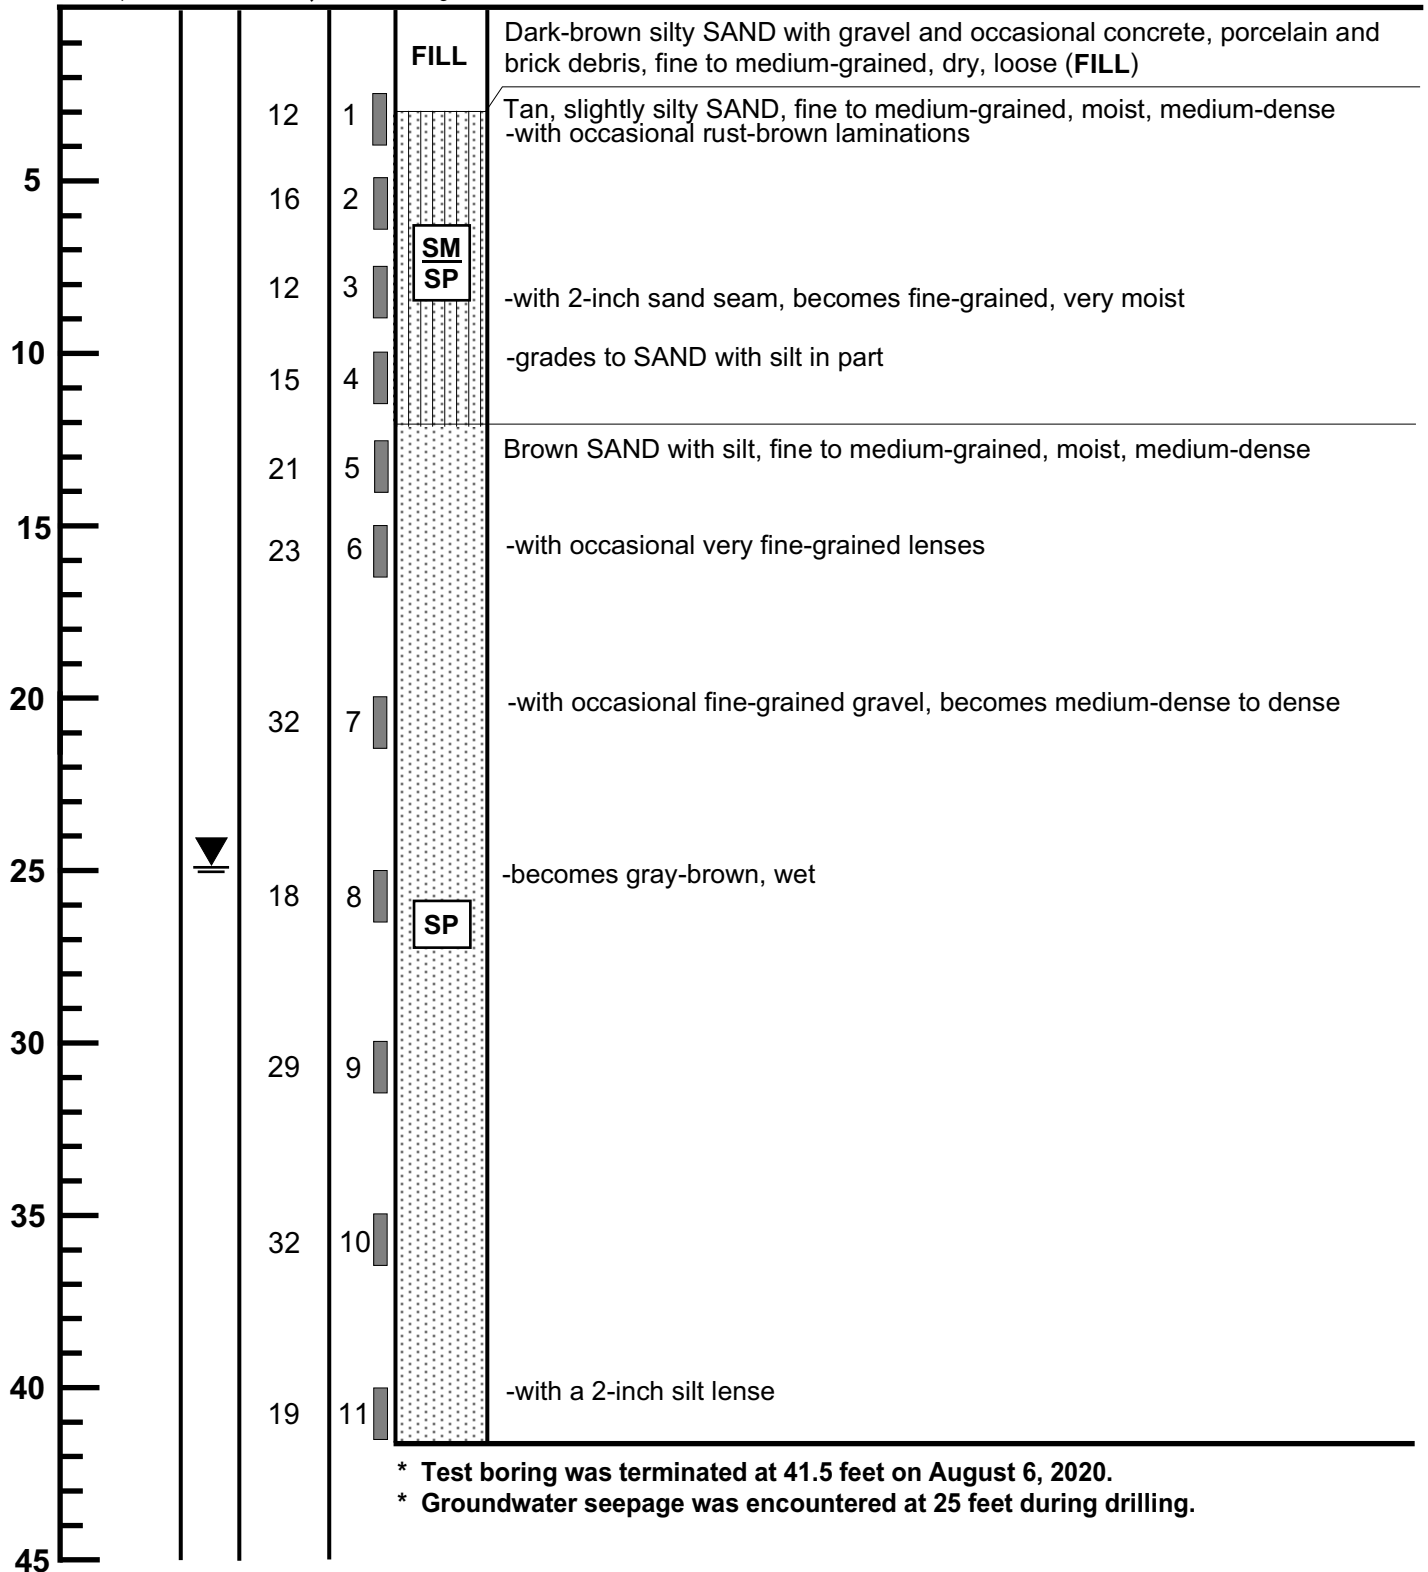 FILL
Dark-brown silty SAND with gravel and occasional concrete, porcelain and
brick debris, fine to medium-grained, dry, loose (FILL)
12 1
Tan, slightly silty SAND, fine to medium-grained, moist, medium-dense
-with occasional rust-brown laminations
5
16 2
SM
SP
12 3
-with 2-inch sand seam, becomes fine-grained, very moist
10
-grades to SAND with silt in part
15 4
Brown SAND with silt, fine to medium-grained, moist, medium-dense
21 5
15
23 6
-with occasional very fine-grained lenses
20
-with occasional fine-grained gravel, becomes medium-dense to dense
32 7
25
-becomes gray-brown, wet
18 8
SP
30
29 9
35
32 10
40
-with a 2-inch silt lense
19 11
* Test boring was terminated at 41.5 feet on August 6, 2020.
* Groundwater seepage was encountered at 25 feet during drilling.
45